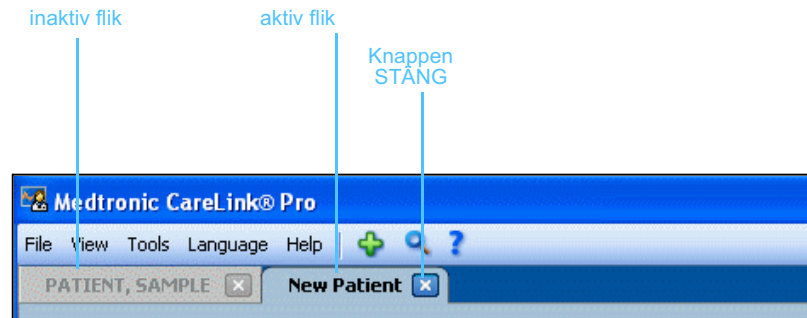 inaktiv flik
aktiv flik
Knappen
STÄNG
Medtronic CareLink® Pro
File View Tools Language Help ?
PATIENT, SAMPLE
New Patient